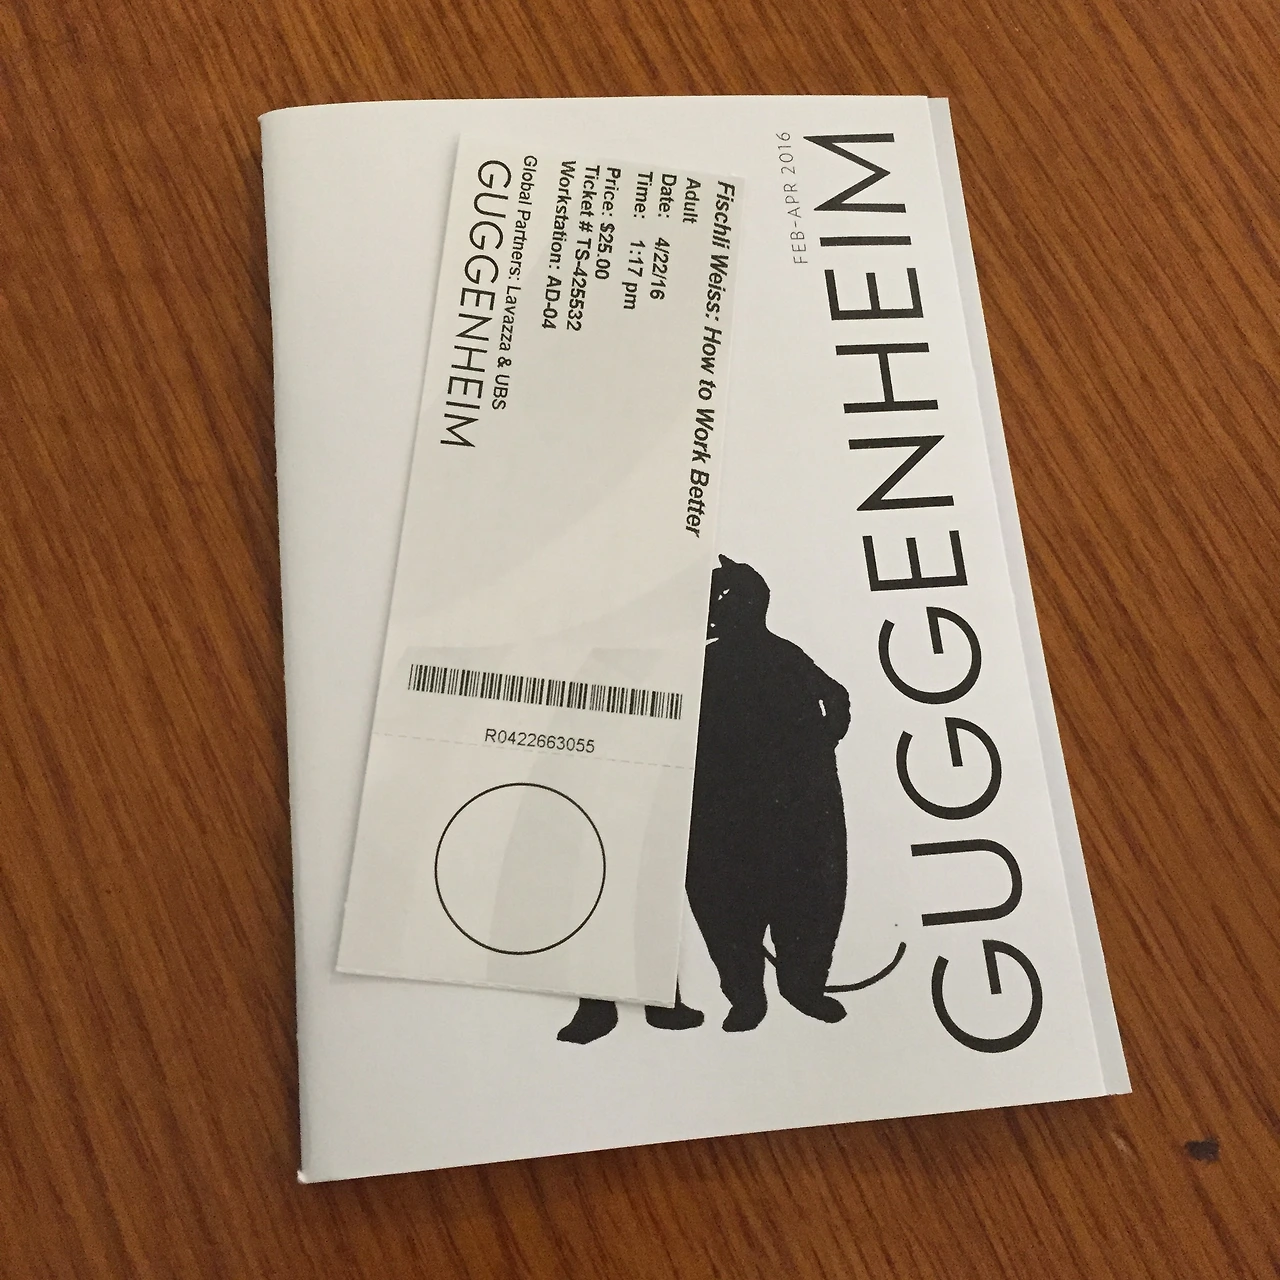 GUGGENHEIM
FEB–APR 2016
Fischli Weiss: How to Work Better
Adult
Date: 4/22/16
Time: 1:17 pm
Price: $25.00
Ticket # TS-425532
Workstation: AD-04
Global Partners: Lavazza & UBS
GUGGENHEIM
R0422663055